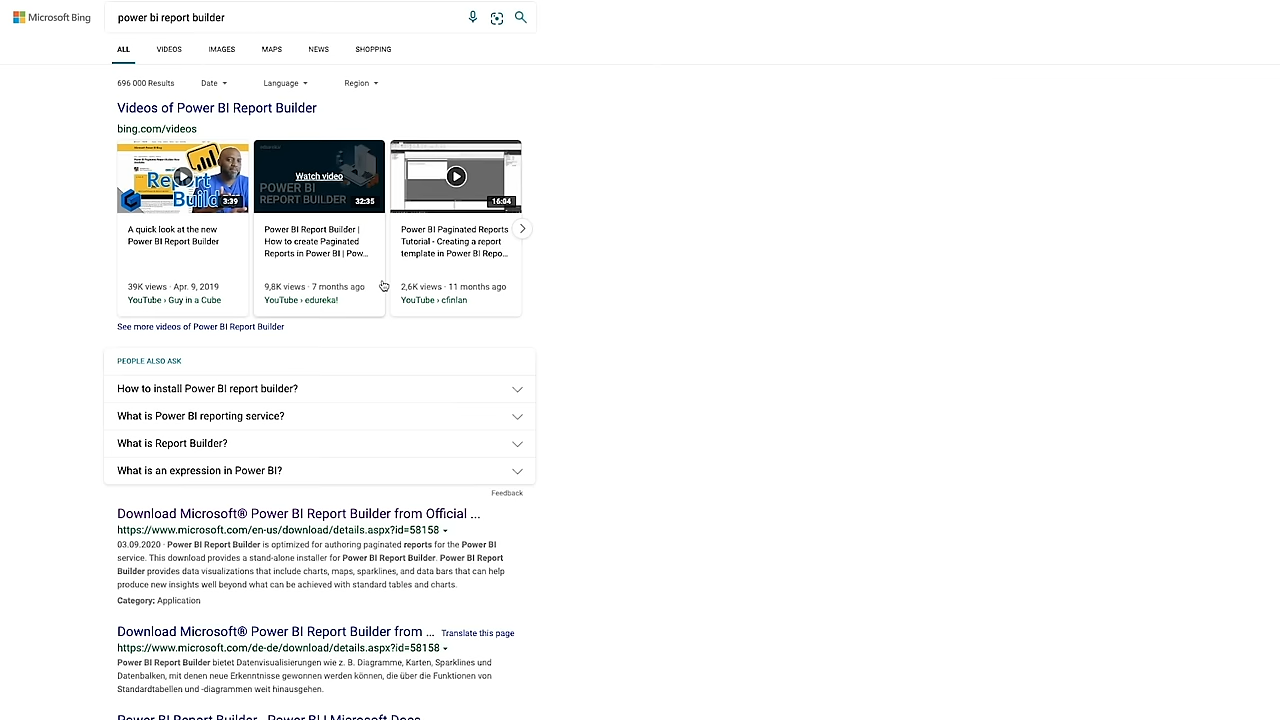 Microsoft Bing
power bi report builder
ALL VIDEOS IMAGES MAPS NEWS SHOPPING
696 000 Results Date Language Region
Videos of Power BI Report Builder
bing.com/videos
Report
Build
3:39
Watch video
POWER BI
REPORT BUILDER
32:35
16:04
A quick look at the new
Power BI Report Builder
39K views · Apr. 9, 2019
YouTube › Guy in a Cube
Power BI Report Builder |
How to create Paginated
Reports in Power BI | Pow...
9,8K views · 7 months ago
YouTube › edureka!
Power BI Paginated Reports
Tutorial - Creating a report
template in Power BI Repo...
2,6K views · 11 months ago
YouTube › cfinlan
See more videos of Power BI Report Builder
PEOPLE ALSO ASK
How to install Power BI report builder?
What is Power BI reporting service?
What is Report Builder?
What is an expression in Power BI?
Feedback
Download Microsoft® Power BI Report Builder from Official ...
https://www.microsoft.com/en-us/download/details.aspx?id=58158
03.09.2020 · Power BI Report Builder is optimized for authoring paginated reports for the Power BI
service. This download provides a stand-alone installer for Power BI Report Builder. Power BI Report
Builder provides data visualizations that include charts, maps, sparklines, and data bars that can help
produce new insights well beyond what can be achieved with standard tables and charts.
Category: Application
Download Microsoft® Power BI Report Builder from ... Translate this page
https://www.microsoft.com/de-de/download/details.aspx?id=58158
Power BI Report Builder bietet Datenvisualisierungen wie z. B. Diagramme, Karten, Sparklines und
Datenbalken, mit denen neue Erkenntnisse gewonnen werden können, die über die Funktionen von
Standardtabellen und -diagrammen weit hinausgehen.
Power BI Report Builder - Power BI | Microsoft Docs